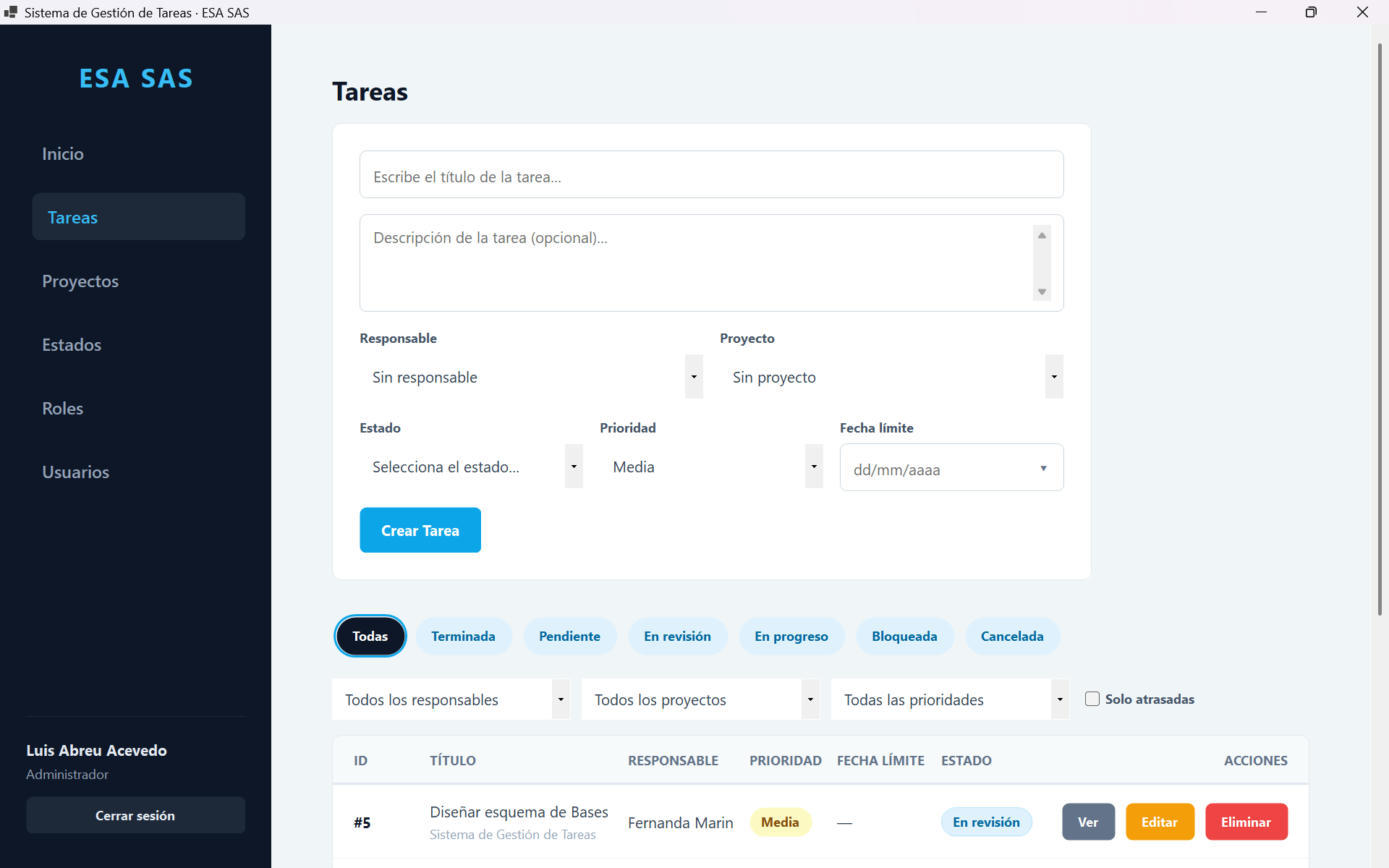 Sistema de Gestión de Tareas · ESA SAS
ESA SAS
Inicio
Tareas
Proyectos
Estados
Roles
Usuarios
Luis Abreu Acevedo
Administrador
Cerrar sesión
Tareas
Escribe el título de la tarea...
Descripción de la tarea (opcional)...
Responsable Proyecto
Sin responsable Sin proyecto
Estado Prioridad Fecha límite
Selecciona el estado... Media dd/mm/aaaa
Crear Tarea
Todas Terminada Pendiente En revisión En progreso Bloqueada Cancelada
Todos los responsables Todos los proyectos Todas las prioridades Solo atrasadas
ID TÍTULO RESPONSABLE PRIORIDAD FECHA LÍMITE ESTADO ACCIONES
#5 Diseñar esquema de Bases Fernanda Marin Media — En revisión Ver Editar Eliminar
Sistema de Gestión de Tareas